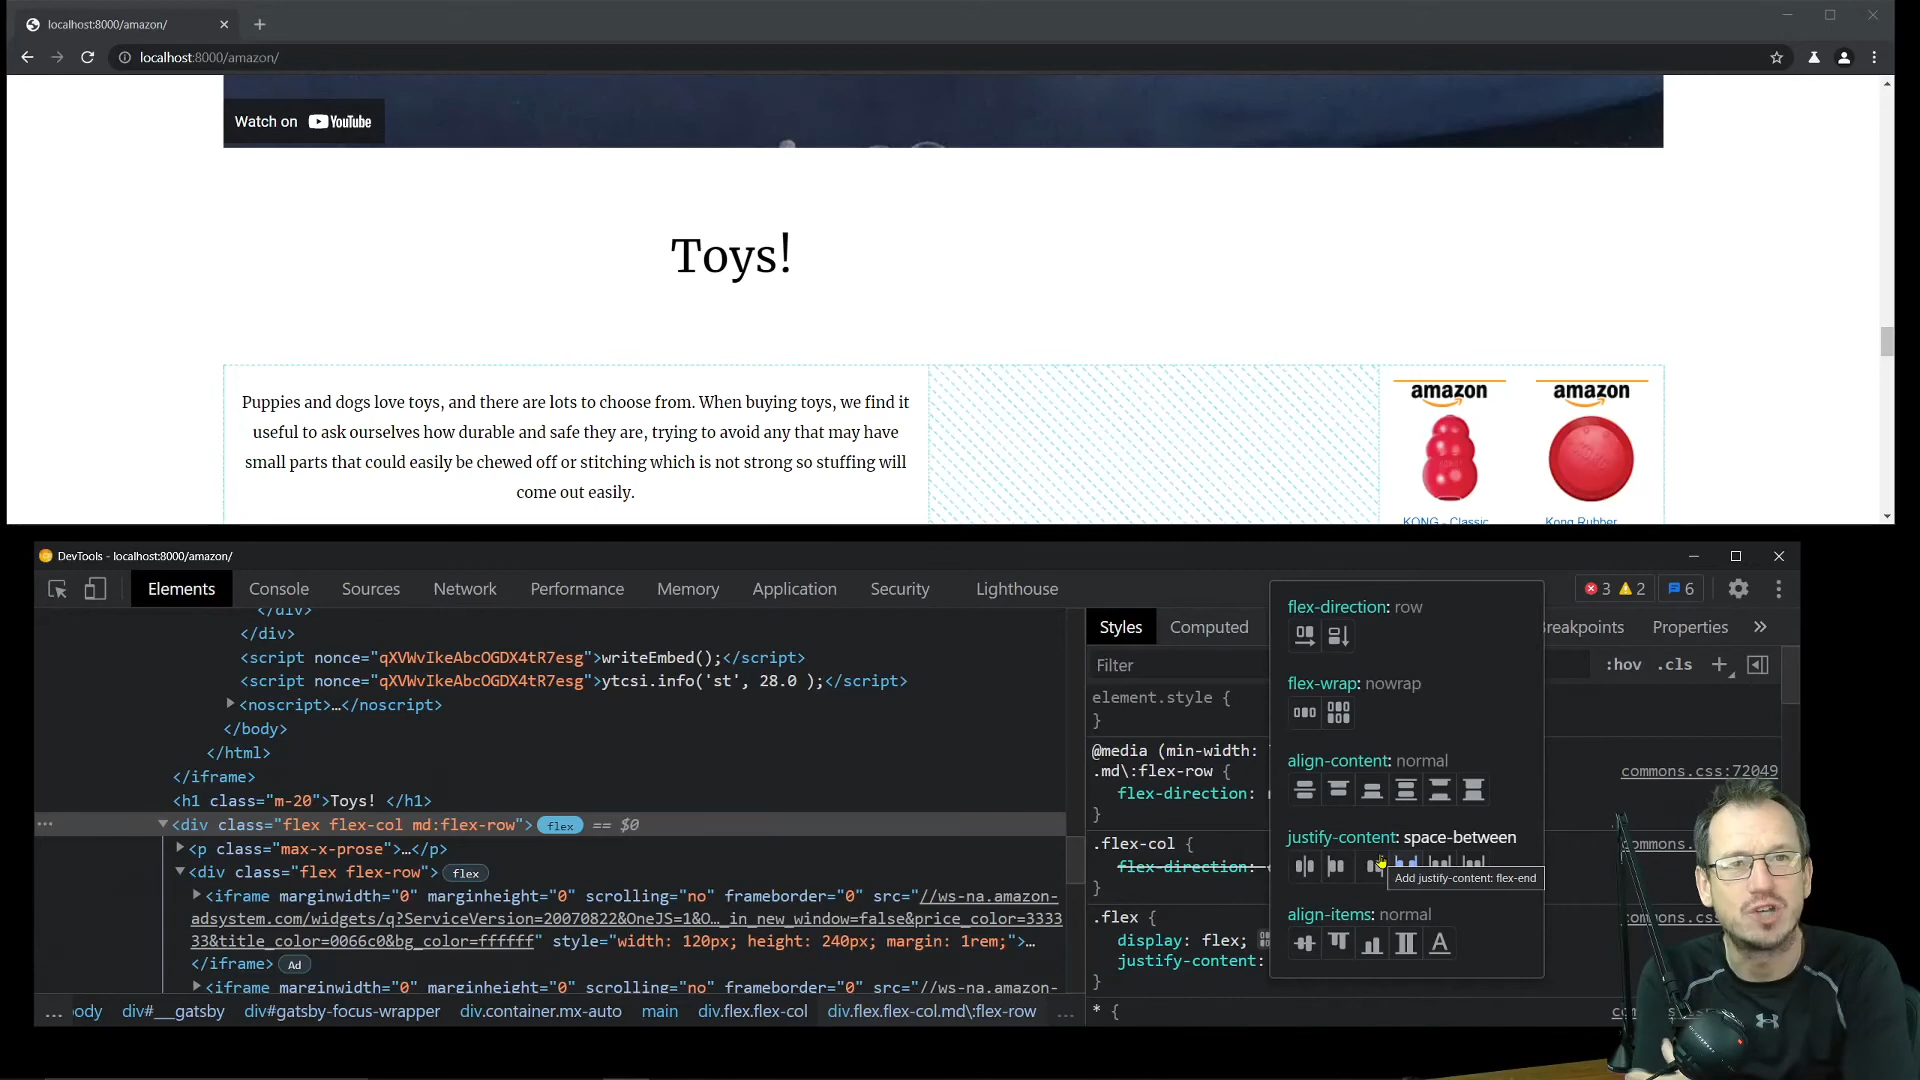 localhost:8000/amazon/
localhost:8000/amazon/
Watch on YouTube
Toys!
Puppies and dogs love toys, and there are lots to choose from. When buying toys, we find it
useful to ask ourselves how durable and safe they are, trying to avoid any that may have
small parts that could easily be chewed off or stitching which is not strong so stuffing will
come out easily.
amazon
amazon
KONG
KONG - Classic
Kong Rubber
DevTools - localhost:8000/amazon/
Elements Console Sources Network Performance Memory Application Security Lighthouse
3 2 6
</div>
</div>
<script nonce="qXVWvIkeAbcOGDX4tR7esg">writeEmbed();</script>
<script nonce="qXVWvIkeAbcOGDX4tR7esg">ytcsi.info('st', 28.0 );</script>
<noscript>…</noscript>
</body>
</html>
</iframe>
<h1 class="m-20">Toys! </h1>
… <div class="flex flex-col md:flex-row"> flex == $0
<p class="max-x-prose">…</p>
<div class="flex flex-row"> flex
<iframe marginwidth="0" marginheight="0" scrolling="no" frameborder="0" src="//ws-na.amazon-
adsystem.com/widgets/q?ServiceVersion=20070822&OneJS=1&O…_in_new_window=false&price_color=3333
33&title_color=0066c0&bg_color=ffffff" style="width: 120px; height: 240px; margin: 1rem;">…
</iframe> Ad
<iframe marginwidth="0" marginheight="0" scrolling="no" frameborder="0" src="//ws-na.amazon-
… body div#___gatsby div#gatsby-focus-wrapper div.container.mx-auto main div.flex.flex-col div.flex.flex-col.md\:flex-row …
Styles Computed Breakpoints Properties »
Filter :hov .cls +
element.style {
}
@media (min-width:
.md\:flex-row { commons.css:72049
flex-direction:
}
.flex-col {
flex-direction:
}
.flex {
display: flex;
justify-content:
}
* {
flex-direction: row
flex-wrap: nowrap
align-content: normal
justify-content: space-between
Add justify-content: flex-end
align-items: normal